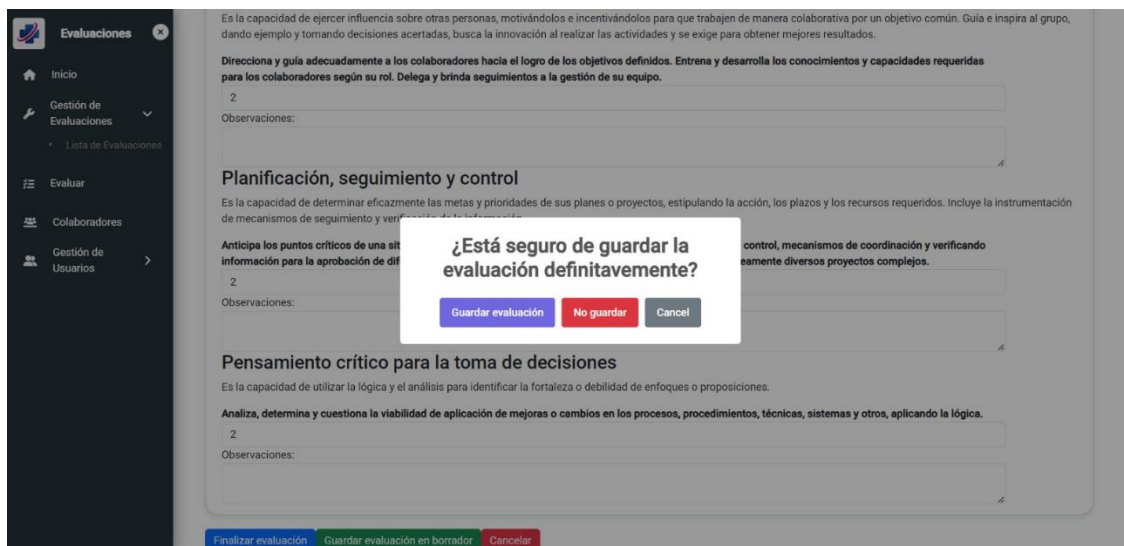 Evaluaciones
Inicio
Gestión de
Evaluaciones
Lista de Evaluaciones
Evaluar
Colaboradores
Gestión de
Usuarios
Es la capacidad de ejercer influencia sobre otras personas, motivándolos e incentivándolos para que trabajen de manera colaborativa por un objetivo común. Guía e inspira al grupo,
dando ejemplo y tomando decisiones acertadas, busca la innovación al realizar las actividades y se exige para obtener mejores resultados.
Direcciona y guía adecuadamente a los colaboradores hacia el logro de los objetivos definidos. Entrena y desarrolla los conocimientos y capacidades requeridas
para los colaboradores según su rol. Delega y brinda seguimientos a la gestión de su equipo.
2
Observaciones:
Planificación, seguimiento y control
Es la capacidad de determinar eficazmente las metas y prioridades de sus planes o proyectos, estipulando la acción, los plazos y los recursos requeridos. Incluye la instrumentación
de mecanismos de seguimiento y verificación de la información.
Anticipa los puntos críticos de una control, mecanismos de coordinación y verificando
información para la aprobación de diversos proyectos complejos.
2
Observaciones:
¿Está seguro de guardar la
evaluación definitavemente?
Guardar evaluación No guardar Cancel
Pensamiento crítico para la toma de decisiones
Es la capacidad de utilizar la lógica y el análisis para identificar la fortaleza o debilidad de enfoques o proposiciones.
Analiza, determina y cuestiona la viabilidad de aplicación de mejoras o cambios en los procesos, procedimientos, técnicas, sistemas y otros, aplicando la lógica.
2
Observaciones:
Finalizar evaluación Guardar evaluación en borrador Cancelar